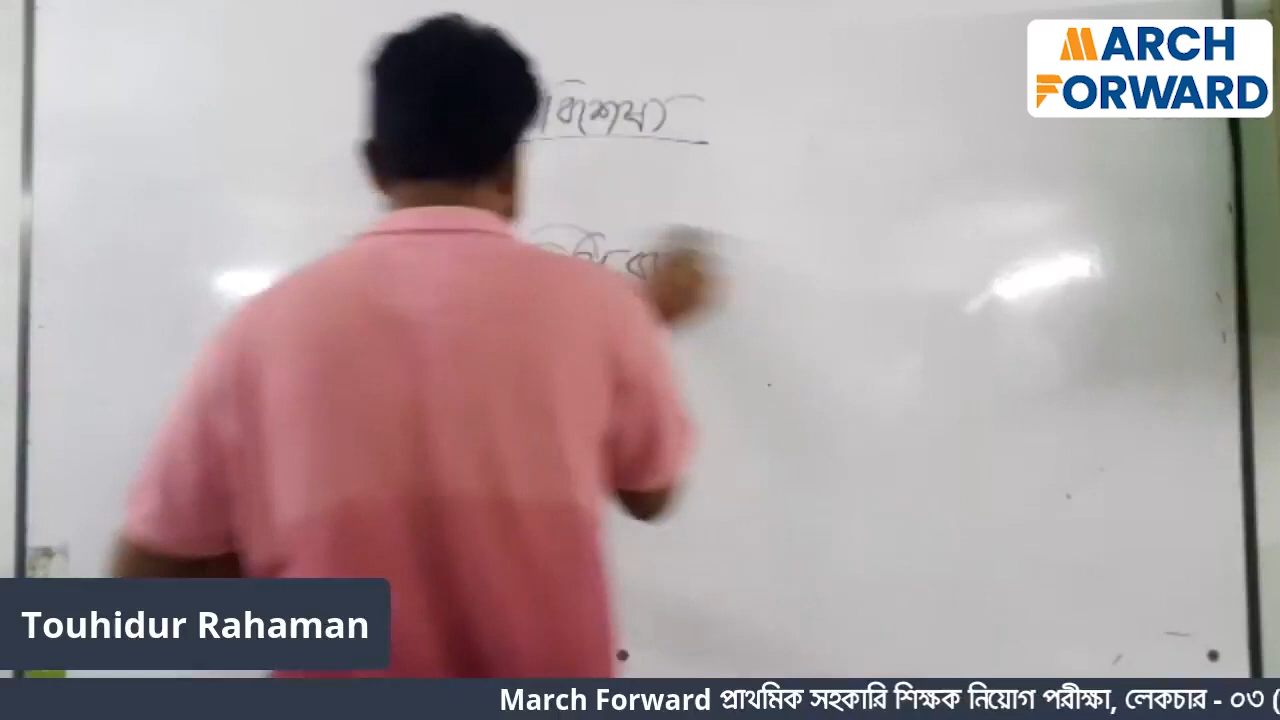 MARCH
FORWARD
বিশেষ্য
Touhidur Rahaman
March Forward প্রাথমিক সহকারি শিক্ষক নিয়োগ পরীক্ষা, লেকচার - ০৩ (